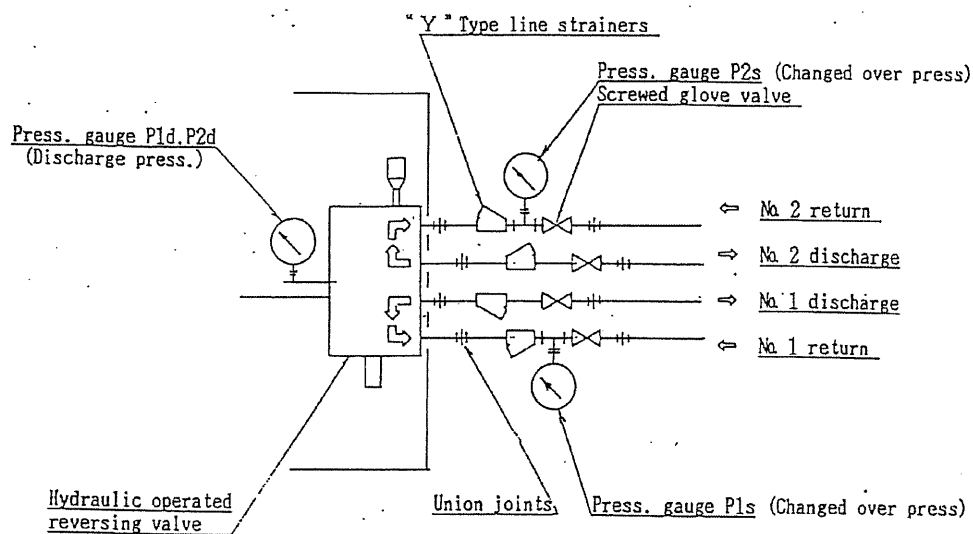 " Y " Type line strainers
Press. gauge P2s (Changed over press)
Screwed glove valve
Press. gauge P1d.P2d
(Discharge press.)
⇐ No. 2 return
⇒ No. 2 discharge
⇒ No. 1 discharge
⇐ No. 1 return
Hydraulic operated
reversing valve
Union joints
Press. gauge P1s (Changed over press)